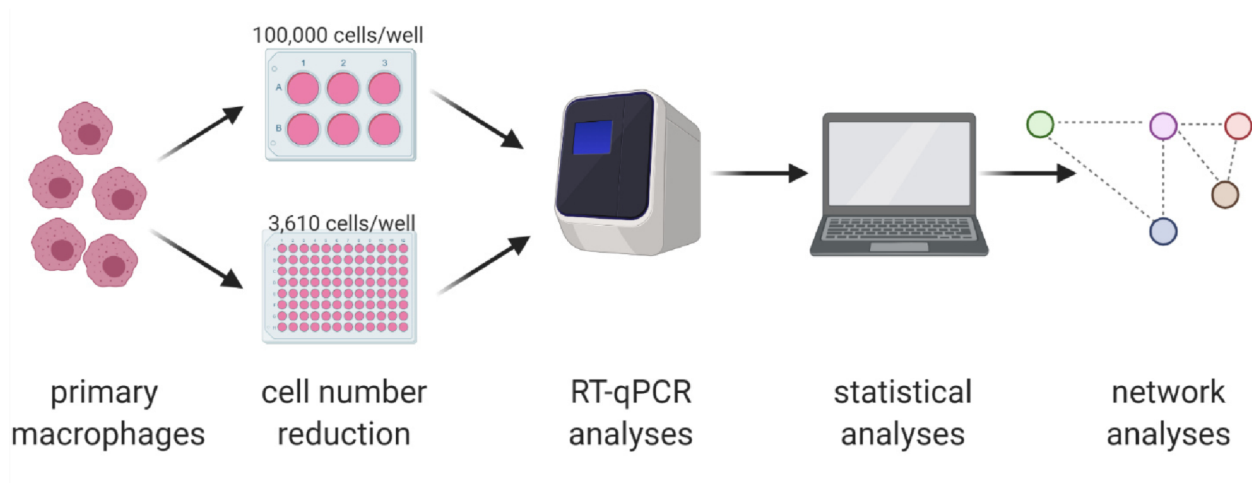 100,000 cells/well
1 2 3
A
B
3,610 cells/well
primary
macrophages
cell number
reduction
RT-qPCR
analyses
statistical
analyses
network
analyses